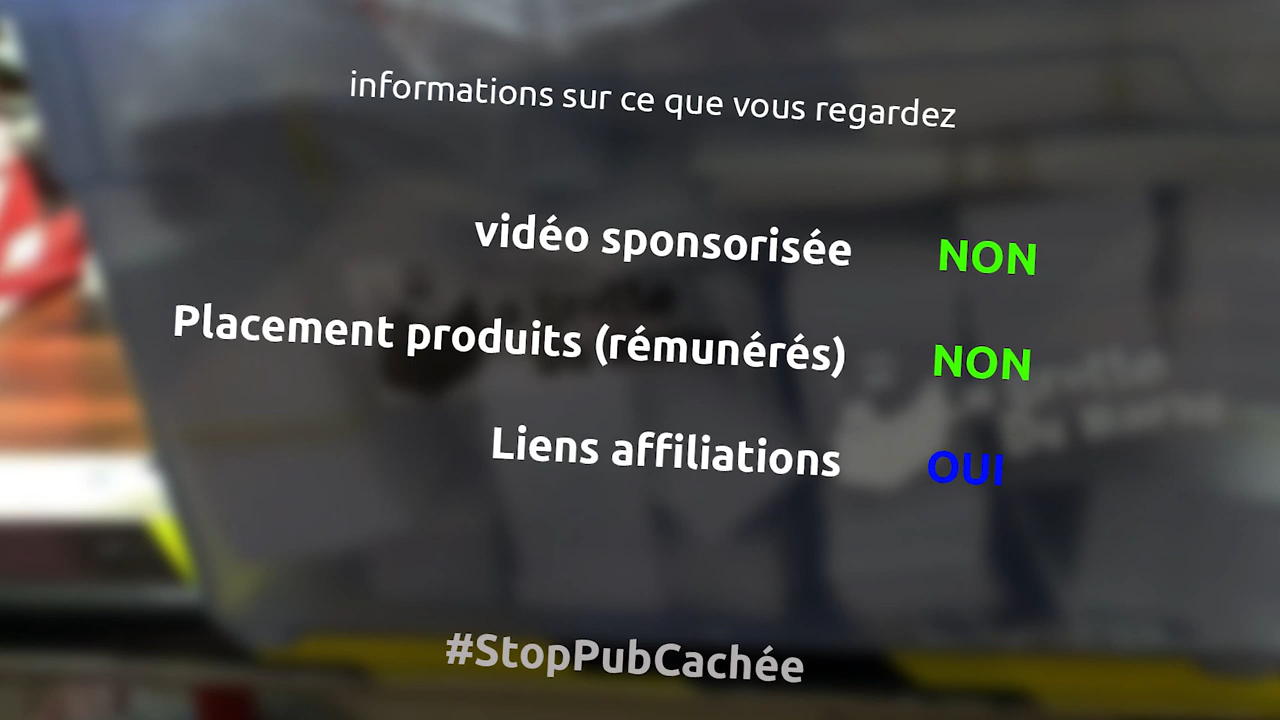 informations sur ce que vous regardez
vidéo sponsorisée NON
Placement produits (rémunérés) NON
Liens affiliations OUI
#StopPubCachée